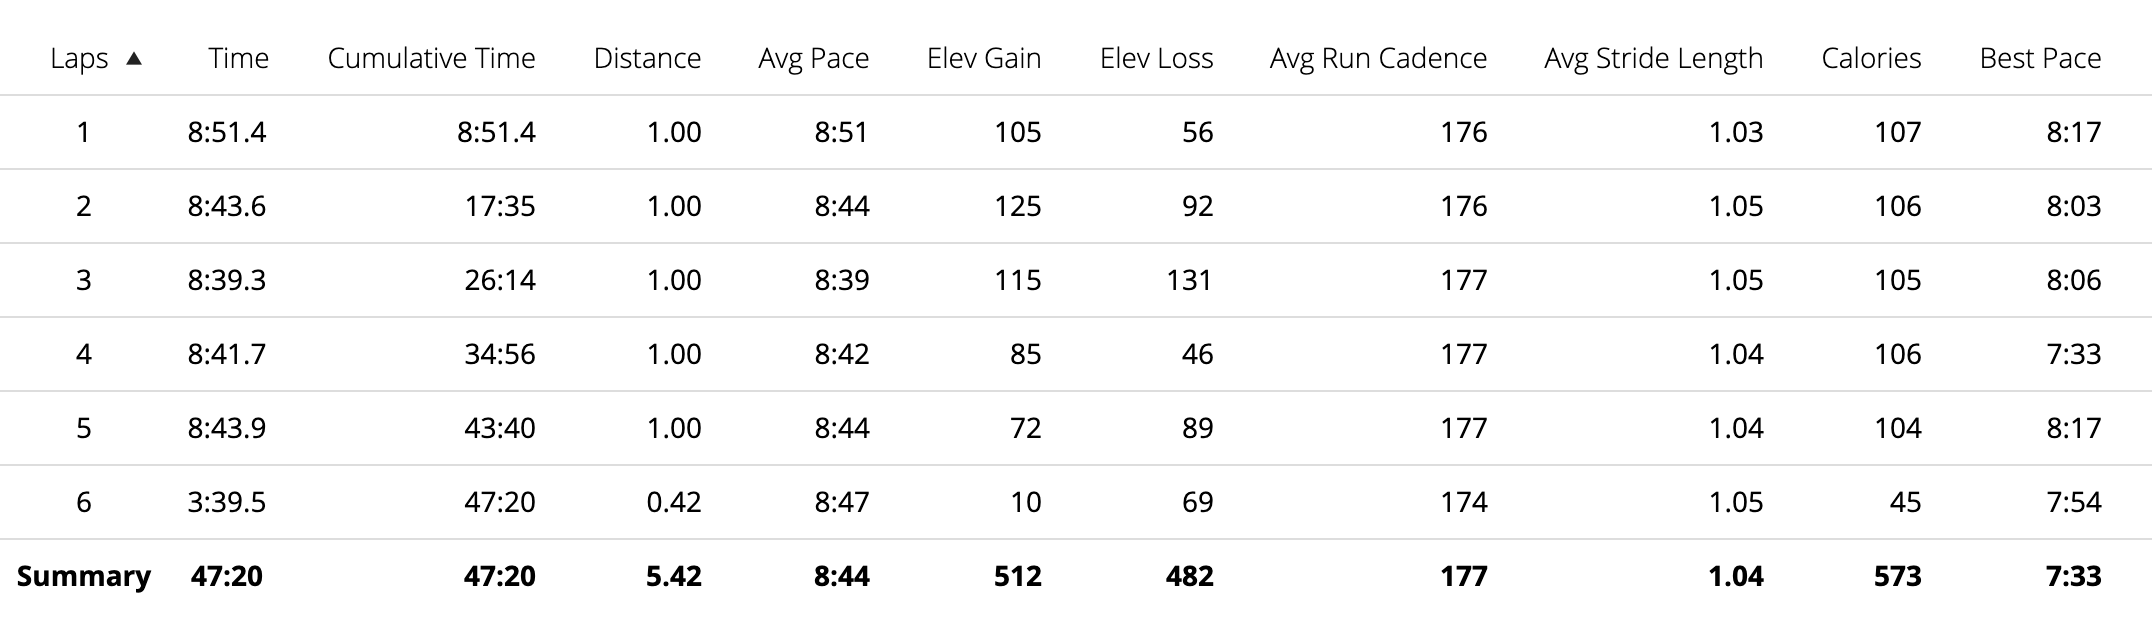 Laps ▲ Time Cumulative Time Distance Avg Pace Elev Gain Elev Loss Avg Run Cadence Avg Stride Length Calories Best Pace
1 8:51.4 8:51.4 1.00 8:51 105 56 176 1.03 107 8:17
2 8:43.6 17:35 1.00 8:44 125 92 176 1.05 106 8:03
3 8:39.3 26:14 1.00 8:39 115 131 177 1.05 105 8:06
4 8:41.7 34:56 1.00 8:42 85 46 177 1.04 106 7:33
5 8:43.9 43:40 1.00 8:44 72 89 177 1.04 104 8:17
6 3:39.5 47:20 0.42 8:47 10 69 174 1.05 45 7:54
Summary 47:20 47:20 5.42 8:44 512 482 177 1.04 573 7:33